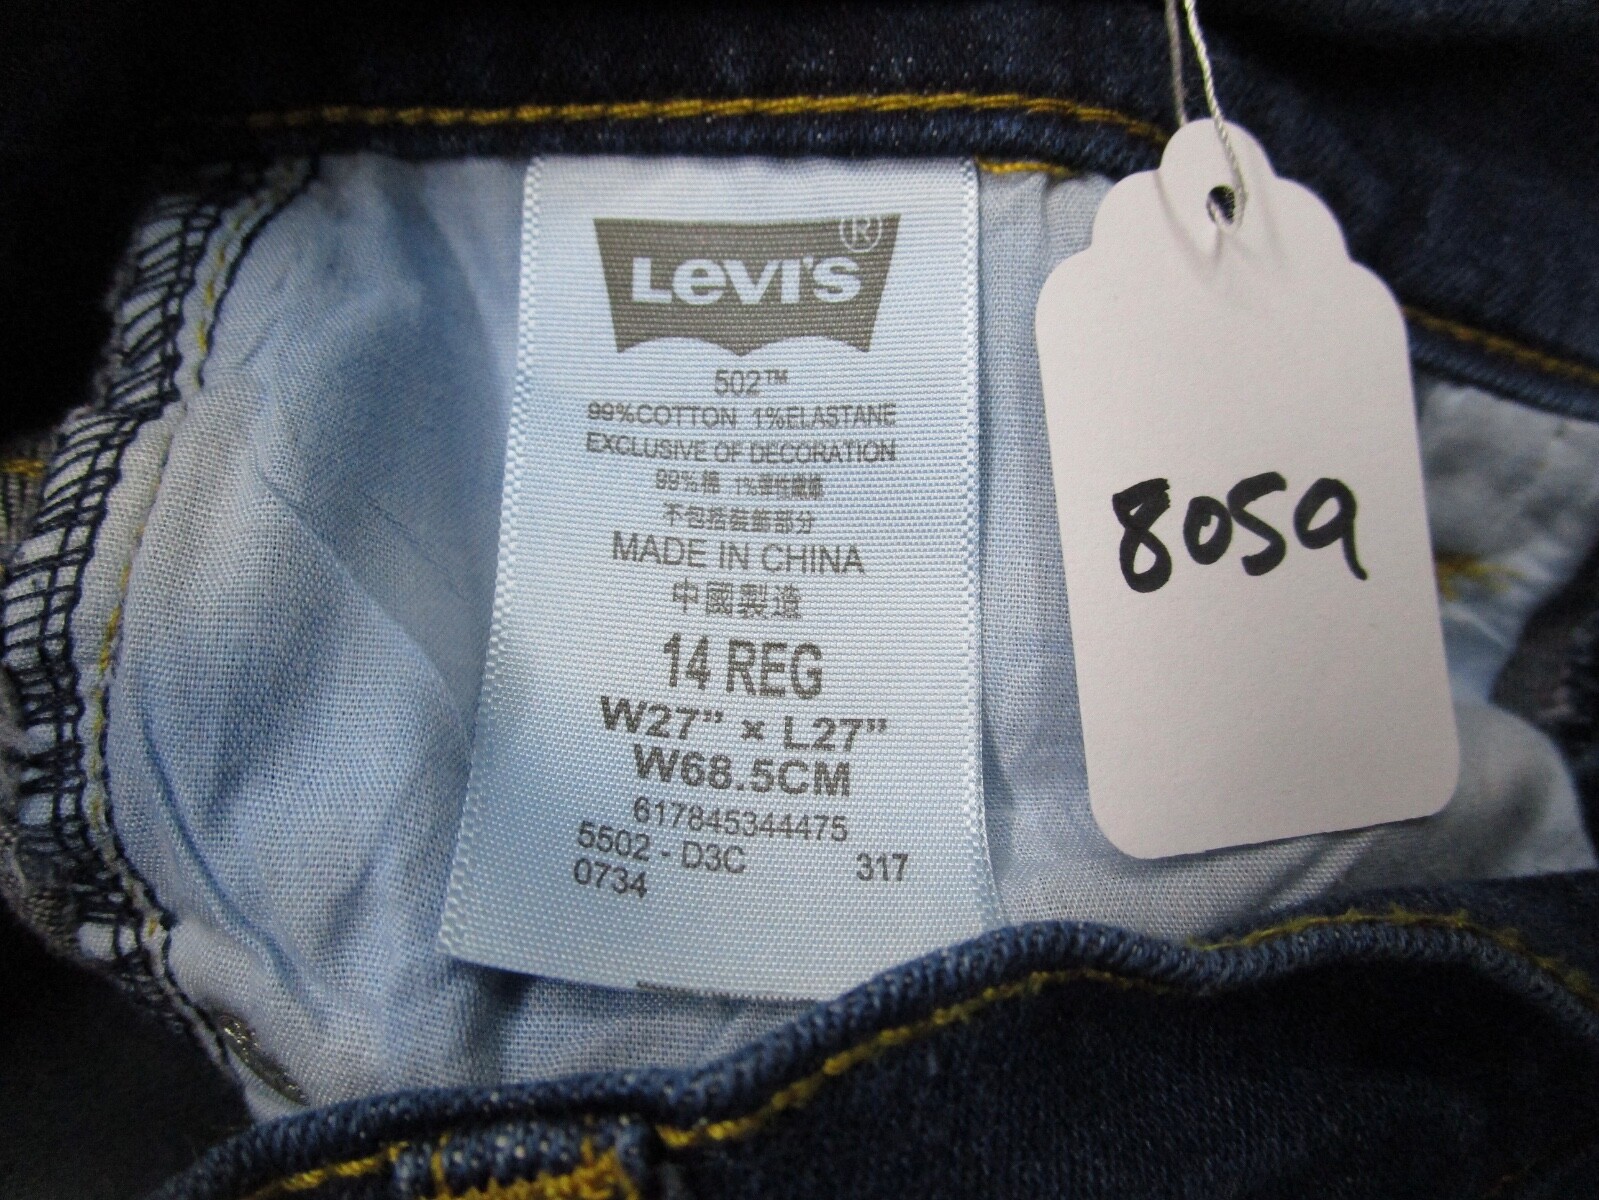 LEVI'S®
502™
99%COTTON 1%ELASTANE
EXCLUSIVE OF DECORATION
99%棉 1%彈性纖維
不包括裝飾部分
MADE IN CHINA
中國製造
14 REG
W27” × L27”
W68.5CM
617845344475
5502 - D3C 317
0734
8059